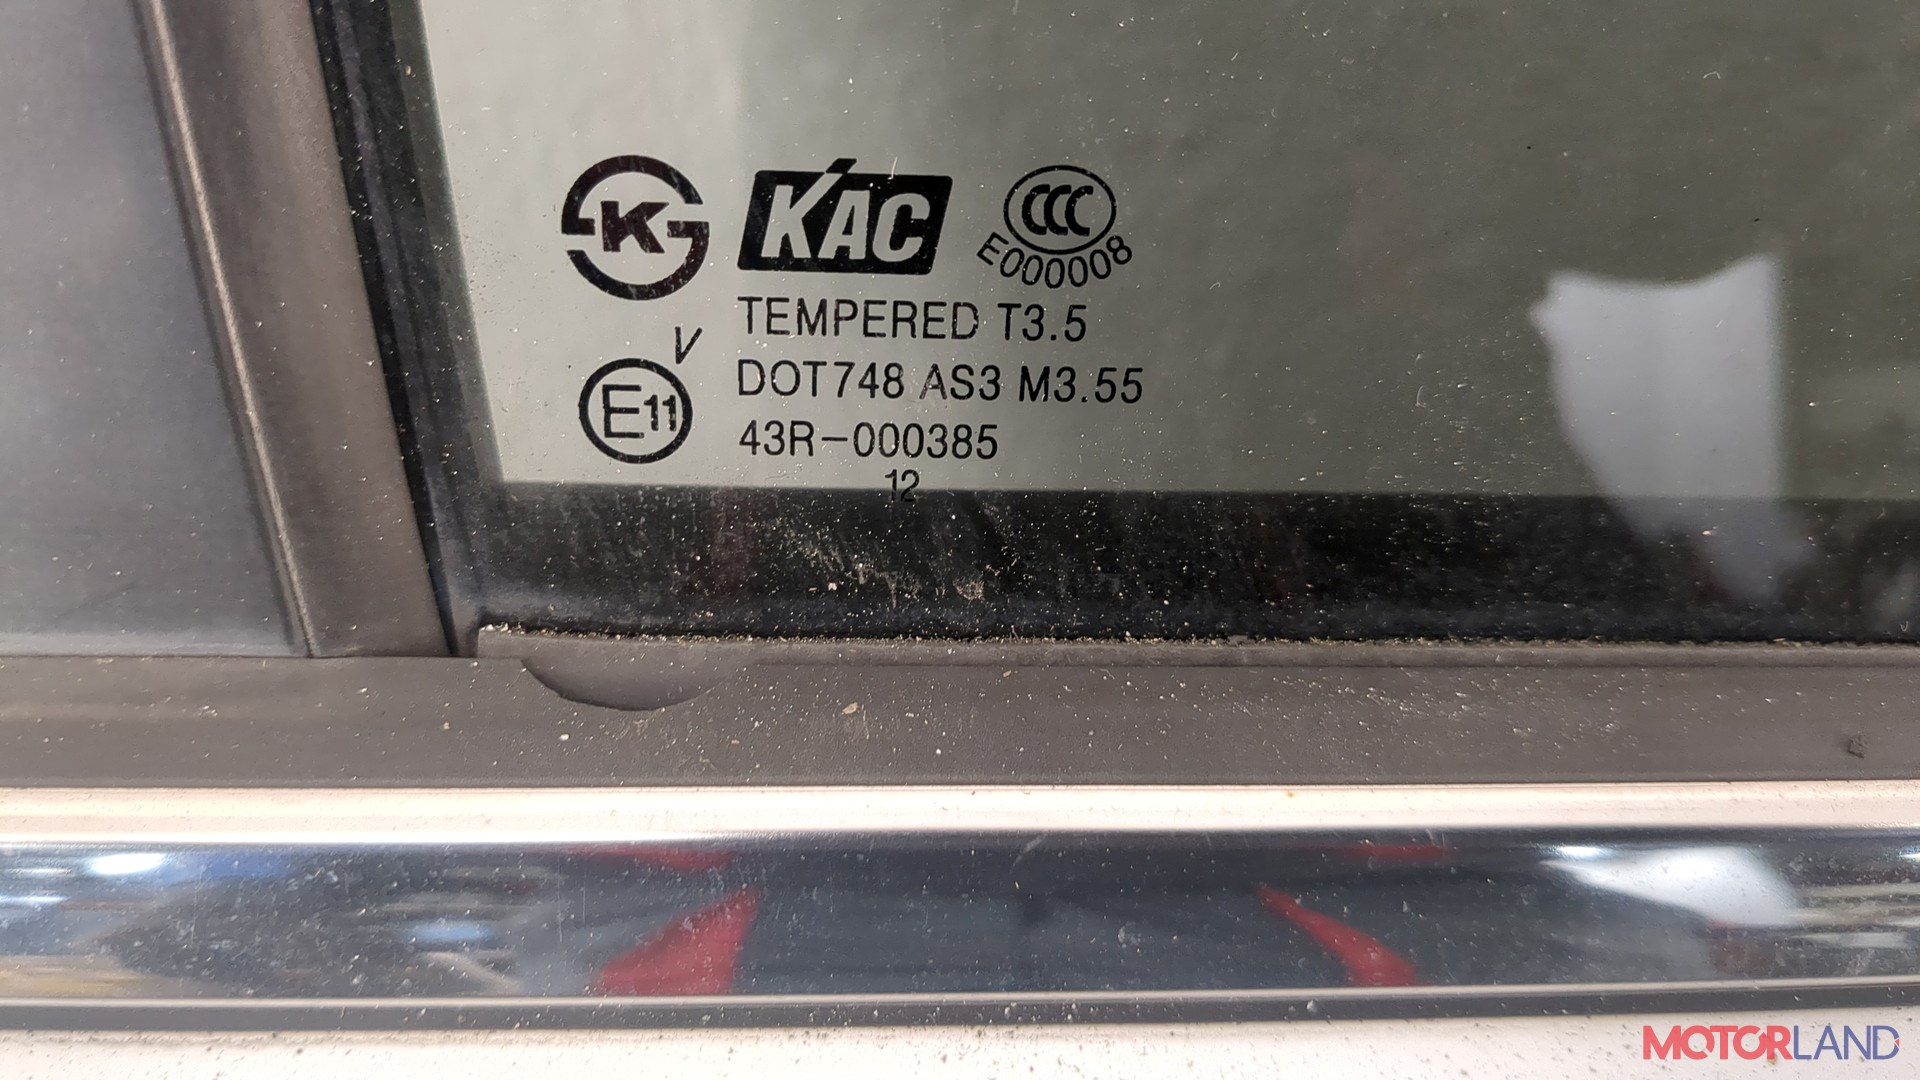 K
KAC
CCC
E000008
TEMPERED T3.5
V
DOT748 AS3 M3.55
E11
43R-000385
12
MOTORLAND